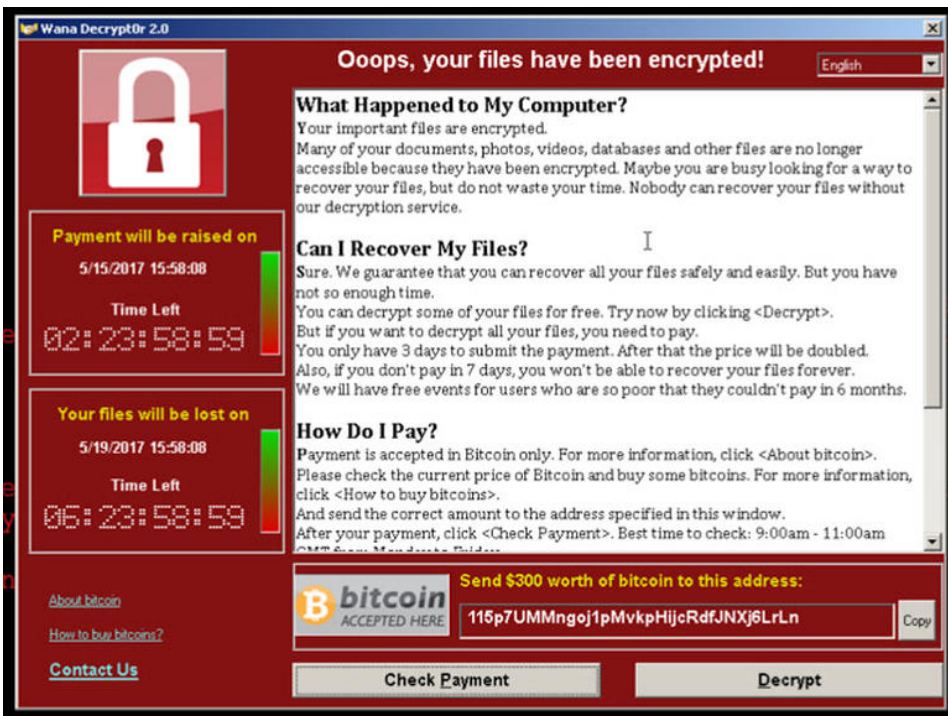 Wana Decrypt0r 2.0
Ooops, your files have been encrypted!
English
What Happened to My Computer?
Your important files are encrypted.
Many of your documents, photos, videos, databases and other files are no longer
accessible because they have been encrypted. Maybe you are busy looking for a way to
recover your files, but do not waste your time. Nobody can recover your files without
our decryption service.
Can I Recover My Files?
Sure. We guarantee that you can recover all your files safely and easily. But you have
not so enough time.
You can decrypt some of your files for free. Try now by clicking <Decrypt>.
But if you want to decrypt all your files, you need to pay.
You only have 3 days to submit the payment. After that the price will be doubled.
Also, if you don't pay in 7 days, you won't be able to recover your files forever.
We will have free events for users who are so poor that they couldn't pay in 6 months.
How Do I Pay?
Payment is accepted in Bitcoin only. For more information, click <About bitcoin>.
Please check the current price of Bitcoin and buy some bitcoins. For more information,
click <How to buy bitcoins>.
And send the correct amount to the address specified in this window.
After your payment, click <Check Payment>. Best time to check: 9:00am - 11:00am
GMT from Monday to Friday.
Payment will be raised on
5/15/2017 15:58:08
Time Left
02:23:58:59
Your files will be lost on
5/19/2017 15:58:08
Time Left
06:23:58:59
About bitcoin
How to buy bitcoins?
Contact Us
bitcoin
ACCEPTED HERE
Send $300 worth of bitcoin to this address:
115p7UMMngoj1pMvkpHijcRdfJNXj6LrLn
Copy
Check Payment
Decrypt